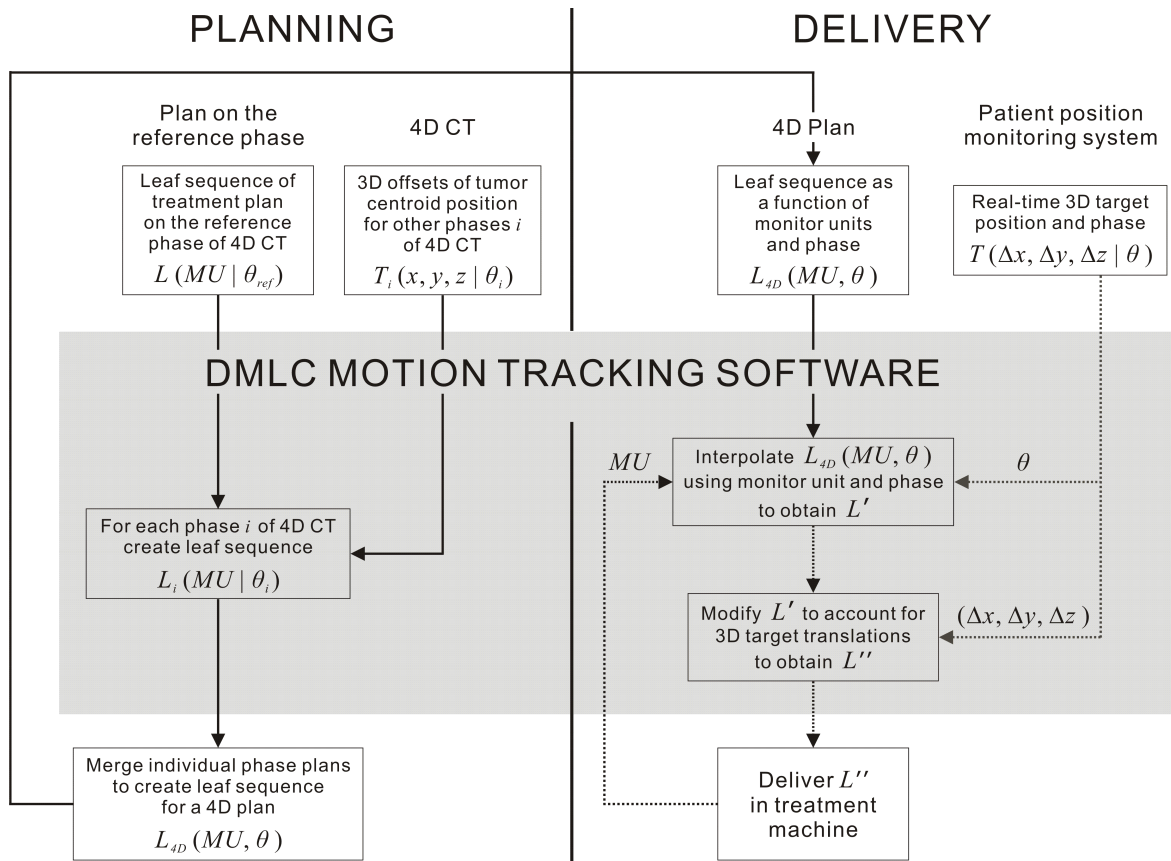 PLANNING
DELIVERY
Plan on the
reference phase
4D CT
4D Plan
Patient position
monitoring system
Leaf sequence of
treatment plan
on the reference
phase of 4D CT
L (MU | θref)
3D offsets of tumor
centroid position
for other phases i
of 4D CT
Ti (x, y, z | θi)
Leaf sequence as
a function of
monitor units
and phase
L4D (MU, θ)
Real-time 3D target
position and phase
T (Δx, Δy, Δz | θ)
DMLC MOTION TRACKING SOFTWARE
For each phase i of 4D CT
create leaf sequence
Li (MU | θi)
MU
Interpolate L4D (MU, θ)
using monitor unit and phase
to obtain L′
θ
Modify L′ to account for
3D target translations
to obtain L″
(Δx, Δy, Δz )
Merge individual phase plans
to create leaf sequence
for a 4D plan
L4D (MU, θ)
Deliver L″
in treatment
machine